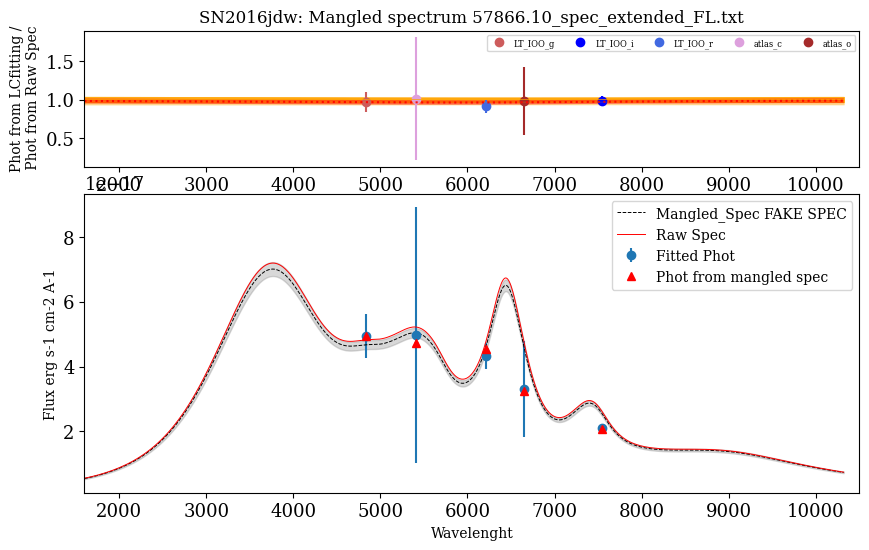 SN2016jdw: Mangled spectrum 57866.10_spec_extended_FL.txt
Phot from LCfitting /
Phot from Raw Spec
LT_IOO_g LT_IOO_i LT_IOO_r atlas_c atlas_o
1.5
1.0
0.5
2000 3000 4000 5000 6000 7000 8000 9000 10000
1e−17
Flux erg s-1 cm-2 A-1
Mangled_Spec FAKE SPEC
Raw Spec
Fitted Phot
Phot from mangled spec
8
6
4
2
2000 3000 4000 5000 6000 7000 8000 9000 10000
Wavelenght